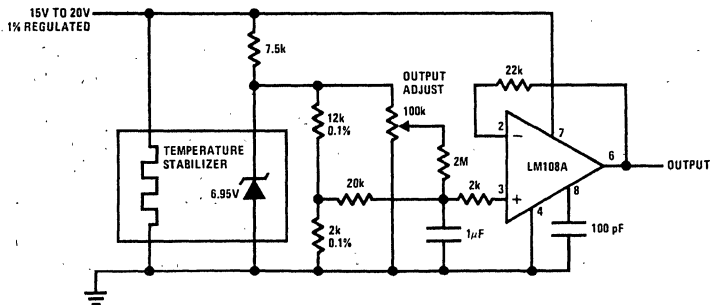 15V TO 20V
1% REGULATED
7.5k
TEMPERATURE
STABILIZER
6.95V
12k
0.1%
2k
0.1%
20k
OUTPUT
ADJUST
100k
2M
2k
1μF
22k
2
3
LM108A
7
6
8
4
100 pF
OUTPUT
−
+